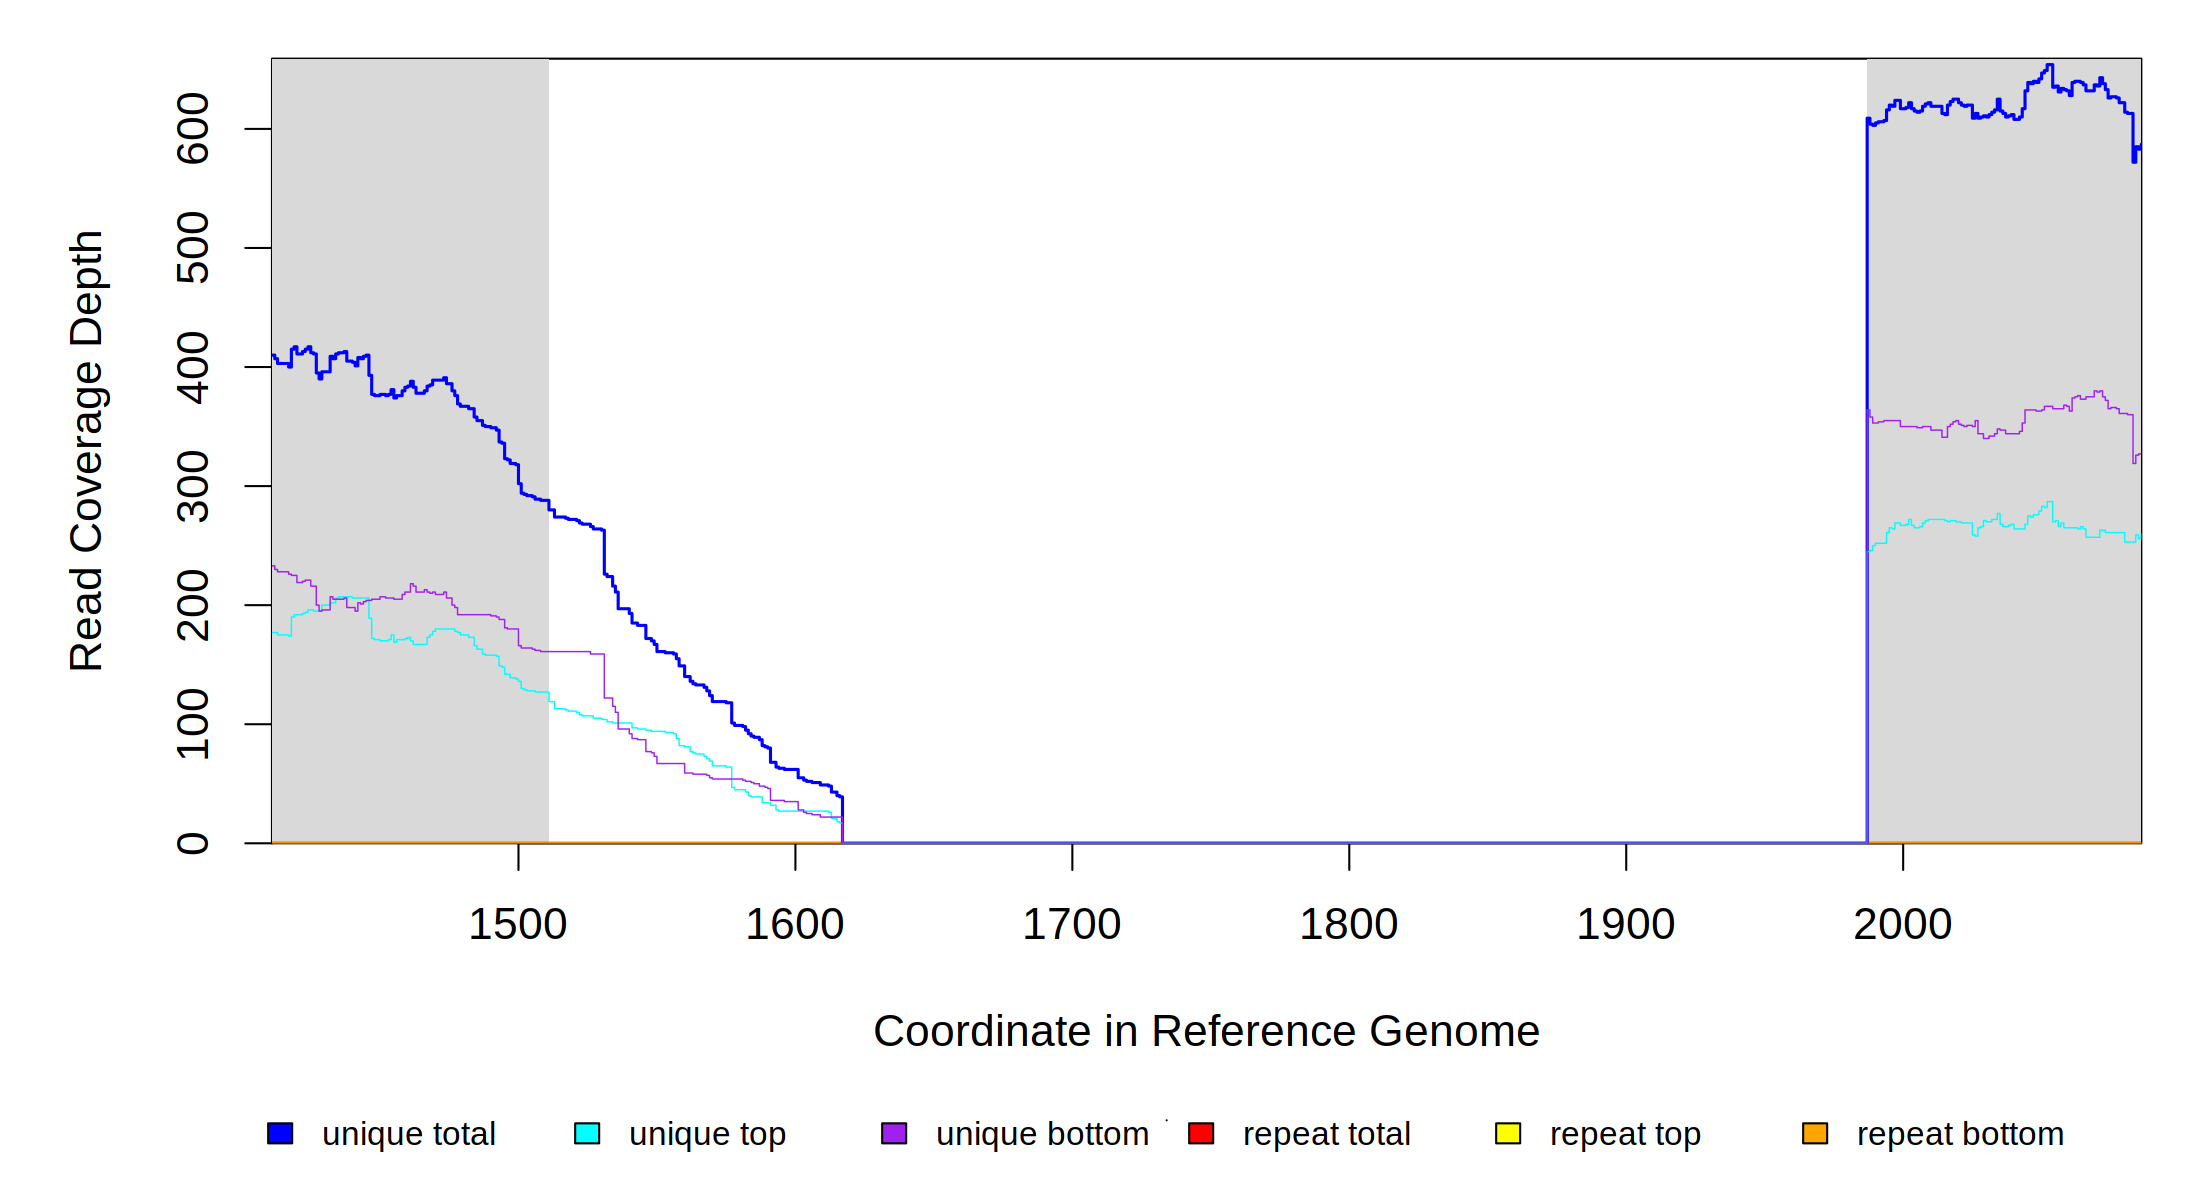 Read Coverage Depth
600
500
400
300
200
100
0
1500 1600 1700 1800 1900 2000
Coordinate in Reference Genome
unique total unique top unique bottom repeat total repeat top repeat bottom